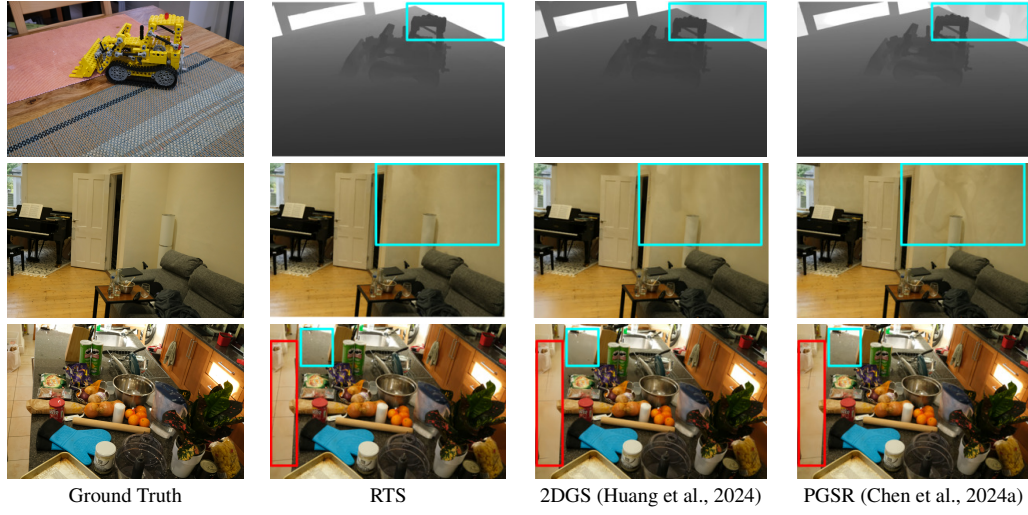 Ground Truth
RTS
2DGS (Huang et al., 2024)
PGSR (Chen et al., 2024a)